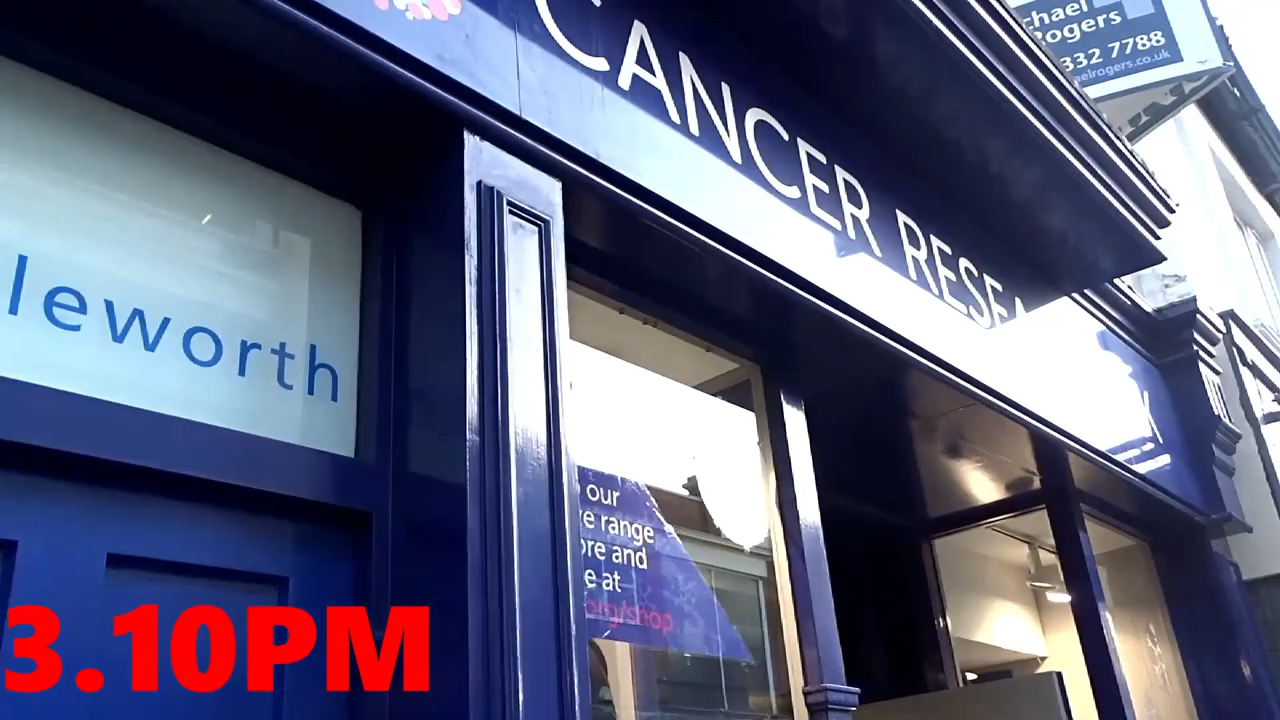 CANCER RESEA
chael
Rogers
332 7788
aelrogers.co.uk
leworth
our
e range
ore and
e at
org/shop
3.10PM